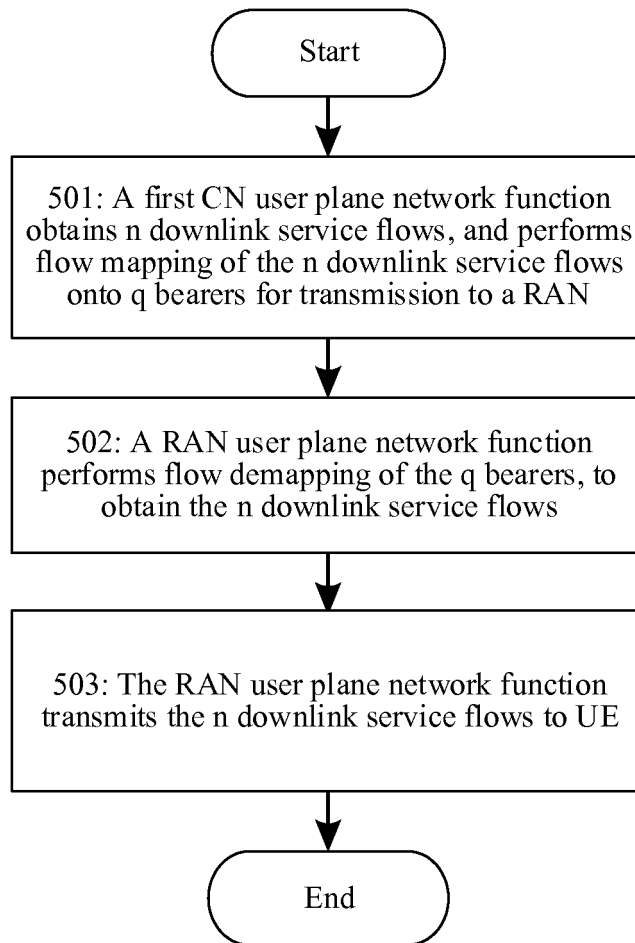 Start
501: A first CN user plane network function
obtains n downlink service flows, and performs
flow mapping of the n downlink service flows
onto q bearers for transmission to a RAN
502: A RAN user plane network function
performs flow demapping of the q bearers, to
obtain the n downlink service flows
503: The RAN user plane network function
transmits the n downlink service flows to UE
End